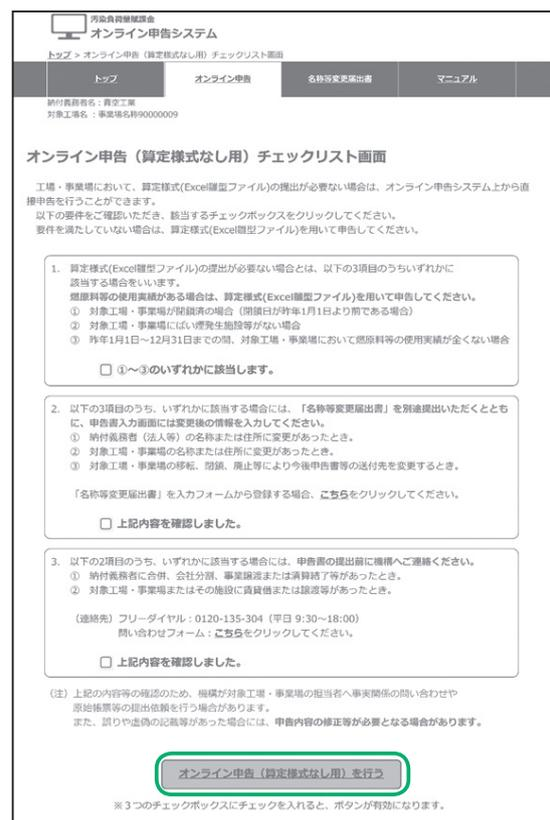 汚染負荷量賦課金
オンライン申告システム
トップ > オンライン申告（算定様式なし用）チェックリスト画面
トップ オンライン申告 名称等変更届出書 マニュアル
納付義務者名：青空工業
対象工場名 ：事業場名称90000009
オンライン申告（算定様式なし用）チェックリスト画面
工場・事業場において、算定様式(Excel雛型ファイル)の提出が必要ない場合は、オンライン申告システム上から直
接申告を行うことができます。
以下の要件をご確認いただき、該当するチェックボックスをクリックしてください。
要件を満たしていない場合は、算定様式(Excel雛型ファイル)を用いて申告してください。
1. 算定様式(Excel雛型ファイル)の提出が必要ない場合とは、以下の3項目のうちいずれかに
該当する場合をいいます。
燃原料等の使用実績がある場合は、算定様式(Excel雛型ファイル)を用いて申告してください。
① 対象工場・事業場が閉鎖済の場合（閉鎖日が昨年1月1日より前である場合）
② 対象工場・事業場にばい煙発生施設等がない場合
③ 昨年1月1日～12月31日までの間、対象工場・事業場において燃原料等の使用実績が全くない場合
①～③のいずれかに該当します。
2. 以下の3項目のうち、いずれかに該当する場合には、「名称等変更届出書」を別途提出いただくととも
に、申告書入力画面には変更後の情報を入力してください。
① 納付義務者（法人等）の名称または住所に変更があったとき。
② 対象工場・事業場の名称または住所に変更があったとき。
③ 対象工場・事業場の移転、閉鎖、廃止等により今後申告書等の送付先を変更するとき。
「名称等変更届出書」を入力フォームから登録する場合、こちらをクリックしてください。
上記内容を確認しました。
3. 以下の2項目のうち、いずれかに該当する場合には、申告書の提出前に機構へご連絡ください。
① 納付義務者に合併、会社分割、事業譲渡または清算結了等があったとき。
② 対象工場・事業場またはその施設に賃貸借または譲渡等があったとき。
（連絡先）フリーダイヤル：0120-135-304（平日 9:30～18:00）
問い合わせフォーム：こちらをクリックしてください。
上記内容を確認しました。
（注）上記の内容等の確認のため、機構が対象工場・事業場の担当者へ事実関係の問い合わせや
原始帳票等の提出依頼を行う場合があります。
また、誤りや虚偽の記載等があった場合には、申告内容の修正等が必要となる場合があります。
オンライン申告（算定様式なし用）を行う
※３つのチェックボックスにチェックを入れると、ボタンが有効になります。